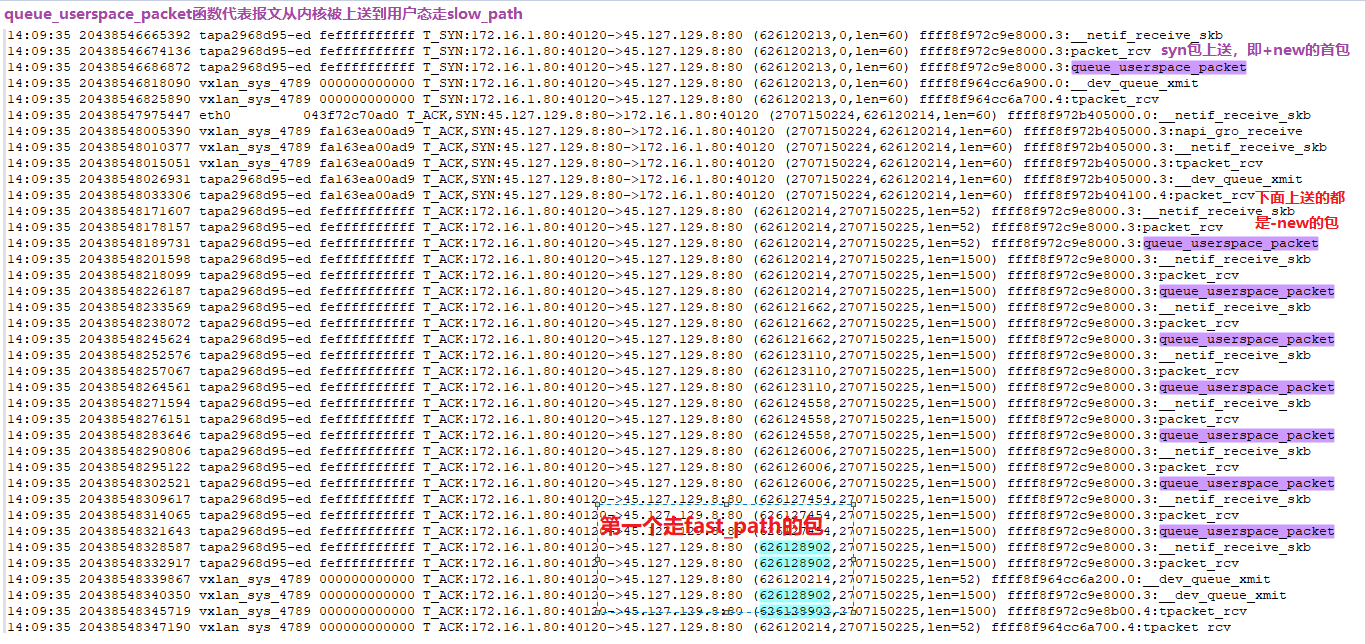 queue_userspace_packet函数代表报文从内核被上送到用户态走slow_path
14:09:35 20438546665392 tapa2968d95-ed feffffffffff T_SYN:172.16.1.80:40120->45.127.129.8:80 (626120213,0,len=60) ffff8f972c9e8000.3:__netif_receive_skb
14:09:35 20438546674136 tapa2968d95-ed feffffffffff T_SYN:172.16.1.80:40120->45.127.129.8:80 (626120213,0,len=60) ffff8f972c9e8000.3:packet_rcv syn包上送，即+new的首包
14:09:35 20438546686872 tapa2968d95-ed feffffffffff T_SYN:172.16.1.80:40120->45.127.129.8:80 (626120213,0,len=60) ffff8f972c9e8000.3:queue_userspace_packet
14:09:35 20438546818090 vxlan_sys_4789 000000000000 T_SYN:172.16.1.80:40120->45.127.129.8:80 (626120213,0,len=60) ffff8f964cc6a900.0:__dev_queue_xmit
14:09:35 20438546825890 vxlan_sys_4789 000000000000 T_SYN:172.16.1.80:40120->45.127.129.8:80 (626120213,0,len=60) ffff8f964cc6a700.4:tpacket_rcv
14:09:35 20438547975447 eth0 043f72c70ad0 T_ACK,SYN:45.127.129.8:80->172.16.1.80:40120 (2707150224,626120214,len=60) ffff8f972b405000.0:__netif_receive_skb
14:09:35 20438548005390 vxlan_sys_4789 fa163ea00ad9 T_ACK,SYN:45.127.129.8:80->172.16.1.80:40120 (2707150224,626120214,len=60) ffff8f972b405000.3:napi_gro_receive
14:09:35 20438548010377 vxlan_sys_4789 fa163ea00ad9 T_ACK,SYN:45.127.129.8:80->172.16.1.80:40120 (2707150224,626120214,len=60) ffff8f972b405000.3:__netif_receive_skb
14:09:35 20438548015051 vxlan_sys_4789 fa163ea00ad9 T_ACK,SYN:45.127.129.8:80->172.16.1.80:40120 (2707150224,626120214,len=60) ffff8f972b405000.3:tpacket_rcv
14:09:35 20438548026931 tapa2968d95-ed fa163ea00ad9 T_ACK,SYN:45.127.129.8:80->172.16.1.80:40120 (2707150224,626120214,len=60) ffff8f972b405000.3:__dev_queue_xmit
14:09:35 20438548033306 tapa2968d95-ed fa163ea00ad9 T_ACK,SYN:45.127.129.8:80->172.16.1.80:40120 (2707150224,626120214,len=60) ffff8f972b404100.4:packet_rcv 下面上送的都
14:09:35 20438548171607 tapa2968d95-ed feffffffffff T_ACK:172.16.1.80:40120->45.127.129.8:80 (626120214,2707150225,len=52) ffff8f972c9e8000.3:__netif_receive_skb
14:09:35 20438548178157 tapa2968d95-ed feffffffffff T_ACK:172.16.1.80:40120->45.127.129.8:80 (626120214,2707150225,len=52) ffff8f972c9e8000.3:packet_rcv 是-new的包
14:09:35 20438548189731 tapa2968d95-ed feffffffffff T_ACK:172.16.1.80:40120->45.127.129.8:80 (626120214,2707150225,len=52) ffff8f972c9e8000.3:queue_userspace_packet
14:09:35 20438548201598 tapa2968d95-ed feffffffffff T_ACK:172.16.1.80:40120->45.127.129.8:80 (626120214,2707150225,len=1500) ffff8f972c9e8000.3:__netif_receive_skb
14:09:35 20438548218099 tapa2968d95-ed feffffffffff T_ACK:172.16.1.80:40120->45.127.129.8:80 (626120214,2707150225,len=1500) ffff8f972c9e8000.3:packet_rcv
14:09:35 20438548226187 tapa2968d95-ed feffffffffff T_ACK:172.16.1.80:40120->45.127.129.8:80 (626120214,2707150225,len=1500) ffff8f972c9e8000.3:queue_userspace_packet
14:09:35 20438548233569 tapa2968d95-ed feffffffffff T_ACK:172.16.1.80:40120->45.127.129.8:80 (626121662,2707150225,len=1500) ffff8f972c9e8000.3:__netif_receive_skb
14:09:35 20438548238072 tapa2968d95-ed feffffffffff T_ACK:172.16.1.80:40120->45.127.129.8:80 (626121662,2707150225,len=1500) ffff8f972c9e8000.3:packet_rcv
14:09:35 20438548245624 tapa2968d95-ed feffffffffff T_ACK:172.16.1.80:40120->45.127.129.8:80 (626121662,2707150225,len=1500) ffff8f972c9e8000.3:queue_userspace_packet
14:09:35 20438548252576 tapa2968d95-ed feffffffffff T_ACK:172.16.1.80:40120->45.127.129.8:80 (626123110,2707150225,len=1500) ffff8f972c9e8000.3:__netif_receive_skb
14:09:35 20438548257067 tapa2968d95-ed feffffffffff T_ACK:172.16.1.80:40120->45.127.129.8:80 (626123110,2707150225,len=1500) ffff8f972c9e8000.3:packet_rcv
14:09:35 20438548264561 tapa2968d95-ed feffffffffff T_ACK:172.16.1.80:40120->45.127.129.8:80 (626123110,2707150225,len=1500) ffff8f972c9e8000.3:queue_userspace_packet
14:09:35 20438548271594 tapa2968d95-ed feffffffffff T_ACK:172.16.1.80:40120->45.127.129.8:80 (626124558,2707150225,len=1500) ffff8f972c9e8000.3:__netif_receive_skb
14:09:35 20438548276151 tapa2968d95-ed feffffffffff T_ACK:172.16.1.80:40120->45.127.129.8:80 (626124558,2707150225,len=1500) ffff8f972c9e8000.3:packet_rcv
14:09:35 20438548283646 tapa2968d95-ed feffffffffff T_ACK:172.16.1.80:40120->45.127.129.8:80 (626124558,2707150225,len=1500) ffff8f972c9e8000.3:queue_userspace_packet
14:09:35 20438548290806 tapa2968d95-ed feffffffffff T_ACK:172.16.1.80:40120->45.127.129.8:80 (626126006,2707150225,len=1500) ffff8f972c9e8000.3:__netif_receive_skb
14:09:35 20438548295122 tapa2968d95-ed feffffffffff T_ACK:172.16.1.80:40120->45.127.129.8:80 (626126006,2707150225,len=1500) ffff8f972c9e8000.3:packet_rcv
14:09:35 20438548302521 tapa2968d95-ed feffffffffff T_ACK:172.16.1.80:40120->45.127.129.8:80 (626126006,2707150225,len=1500) ffff8f972c9e8000.3:queue_userspace_packet
14:09:35 20438548309617 tapa2968d95-ed feffffffffff T_ACK:172.16.1.80:40120->45.127.129.8:80 (626127454,2707150225,len=1500) ffff8f972c9e8000.3:__netif_receive_skb
14:09:35 20438548314065 tapa2968d95-ed feffffffffff T_ACK:172.16.1.80:40120->45.127.129.8:80 (626127454,2707150225,len=1500) ffff8f972c9e8000.3:packet_rcv
第一个走fast_path的包
14:09:35 20438548321643 tapa2968d95-ed feffffffffff T_ACK:172.16.1.80:40120->45.127.129.8:80 2707150225,len=1500) ffff8f972c9e8000.3:queue_userspace_packet
14:09:35 20438548328587 tapa2968d95-ed feffffffffff T_ACK:172.16.1.80:40120->45.127.129.8:80 (626128902,2707150225,len=1500) ffff8f972c9e8000.3:__netif_receive_skb
14:09:35 20438548332917 tapa2968d95-ed feffffffffff T_ACK:172.16.1.80:40120->45.127.129.8:80 (626128902,2707150225,len=1500) ffff8f972c9e8000.3:packet_rcv
14:09:35 20438548339867 vxlan_sys_4789 000000000000 T_ACK:172.16.1.80:40120->45.127.129.8:80 (626120214,2707150225,len=52) ffff8f964cc6a200.0:__dev_queue_xmit
14:09:35 20438548340350 vxlan_sys_4789 000000000000 T_ACK:172.16.1.80:40120->45.127.129.8:80 (626128902,2707150225,len=1500) ffff8f972c9e8000.3:__dev_queue_xmit
14:09:35 20438548345719 vxlan_sys_4789 000000000000 T_ACK:172.16.1.80:40120->45.127.129.8:80 (626128902,2707150225,len=1500) ffff8f972c9e8b00.4:tpacket_rcv
14:09:35 20438548347190 vxlan_sys_4789 000000000000 T_ACK:172.16.1.80:40120->45.127.129.8:80 (626120214,2707150225,len=52) ffff8f964cc6a700.4:tpacket_rcv